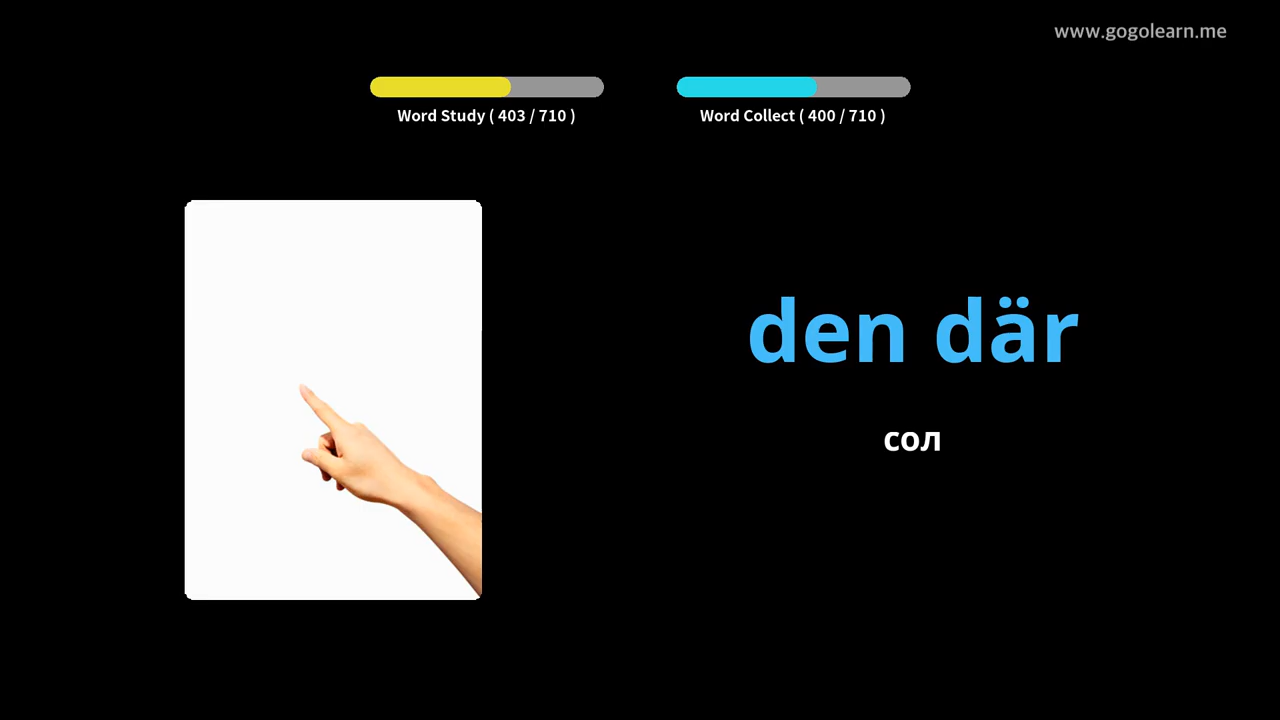 www.gogolearn.me
Word Study ( 403 / 710 )
Word Collect ( 400 / 710 )
den där
сол